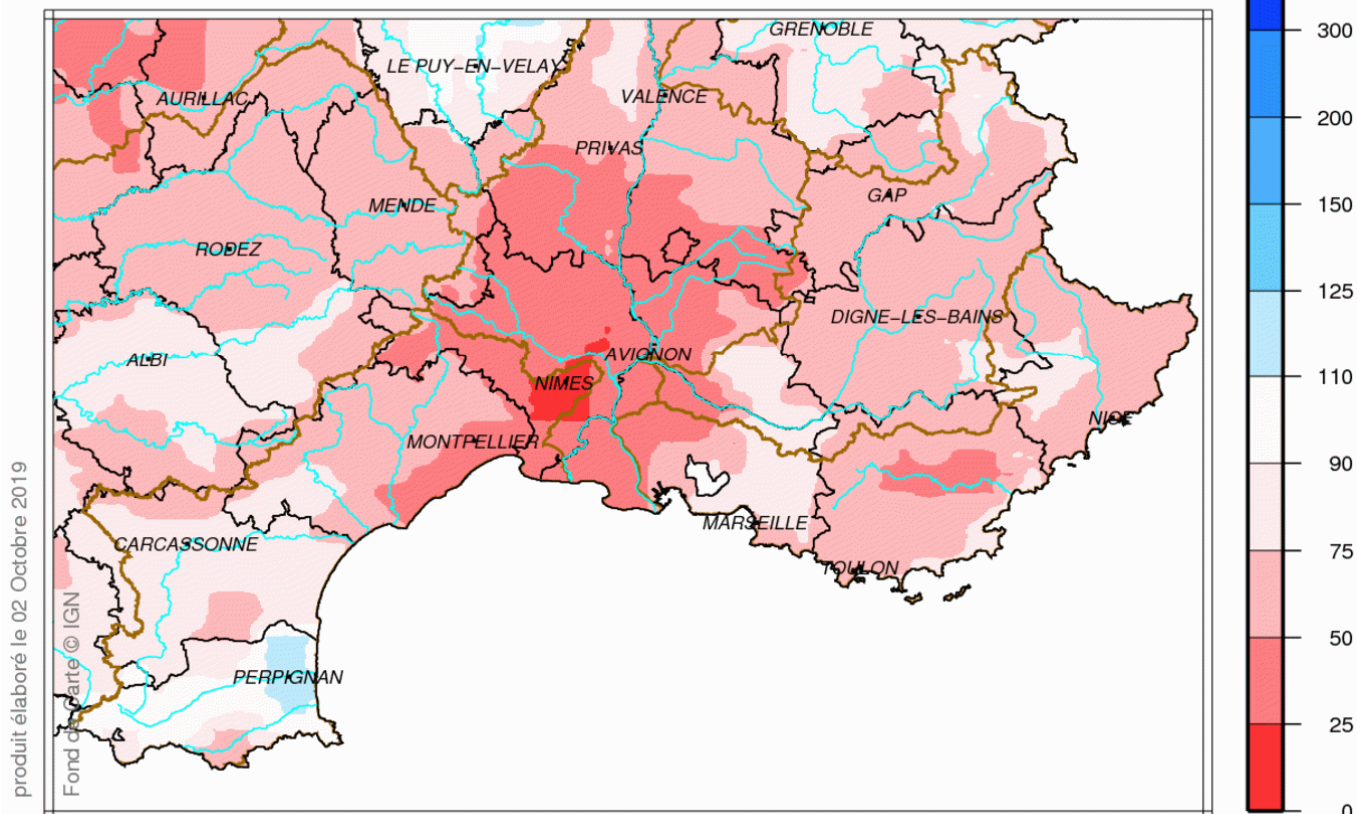 GRENOBLE
LE PUY-EN-VELAY
AURILLAC
VALENCE
PRIVAS
MENDE
GAP
RODEZ
DIGNE-LES-BAINS
ALBI
AVIGNON
NIMES
NICE
MONTPELLIER
MARSEILLE
CARCASSONNE
TOULON
PERPIGNAN
300
200
150
125
110
90
75
50
25
0
produit élaboré le 02 Octobre 2019
Fond de Carte © IGN